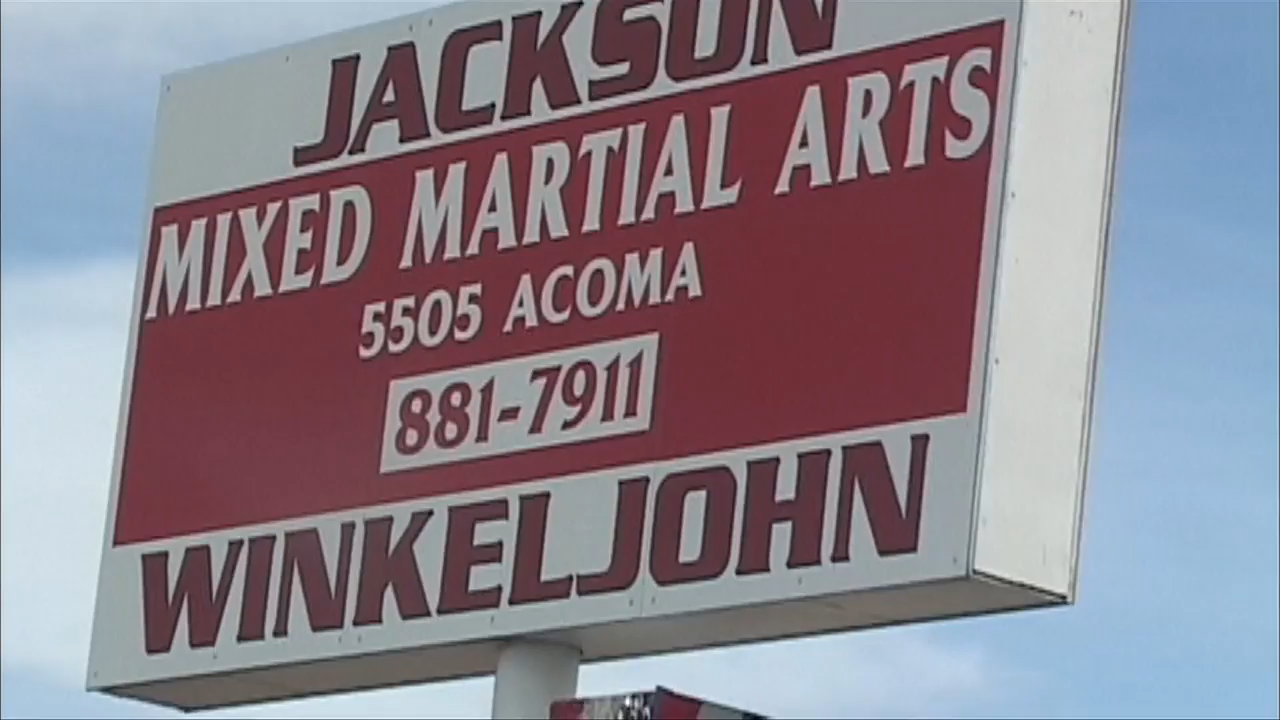 JACKSON
MIXED MARTIAL ARTS
5505 ACOMA
881-7911
WINKELJOHN